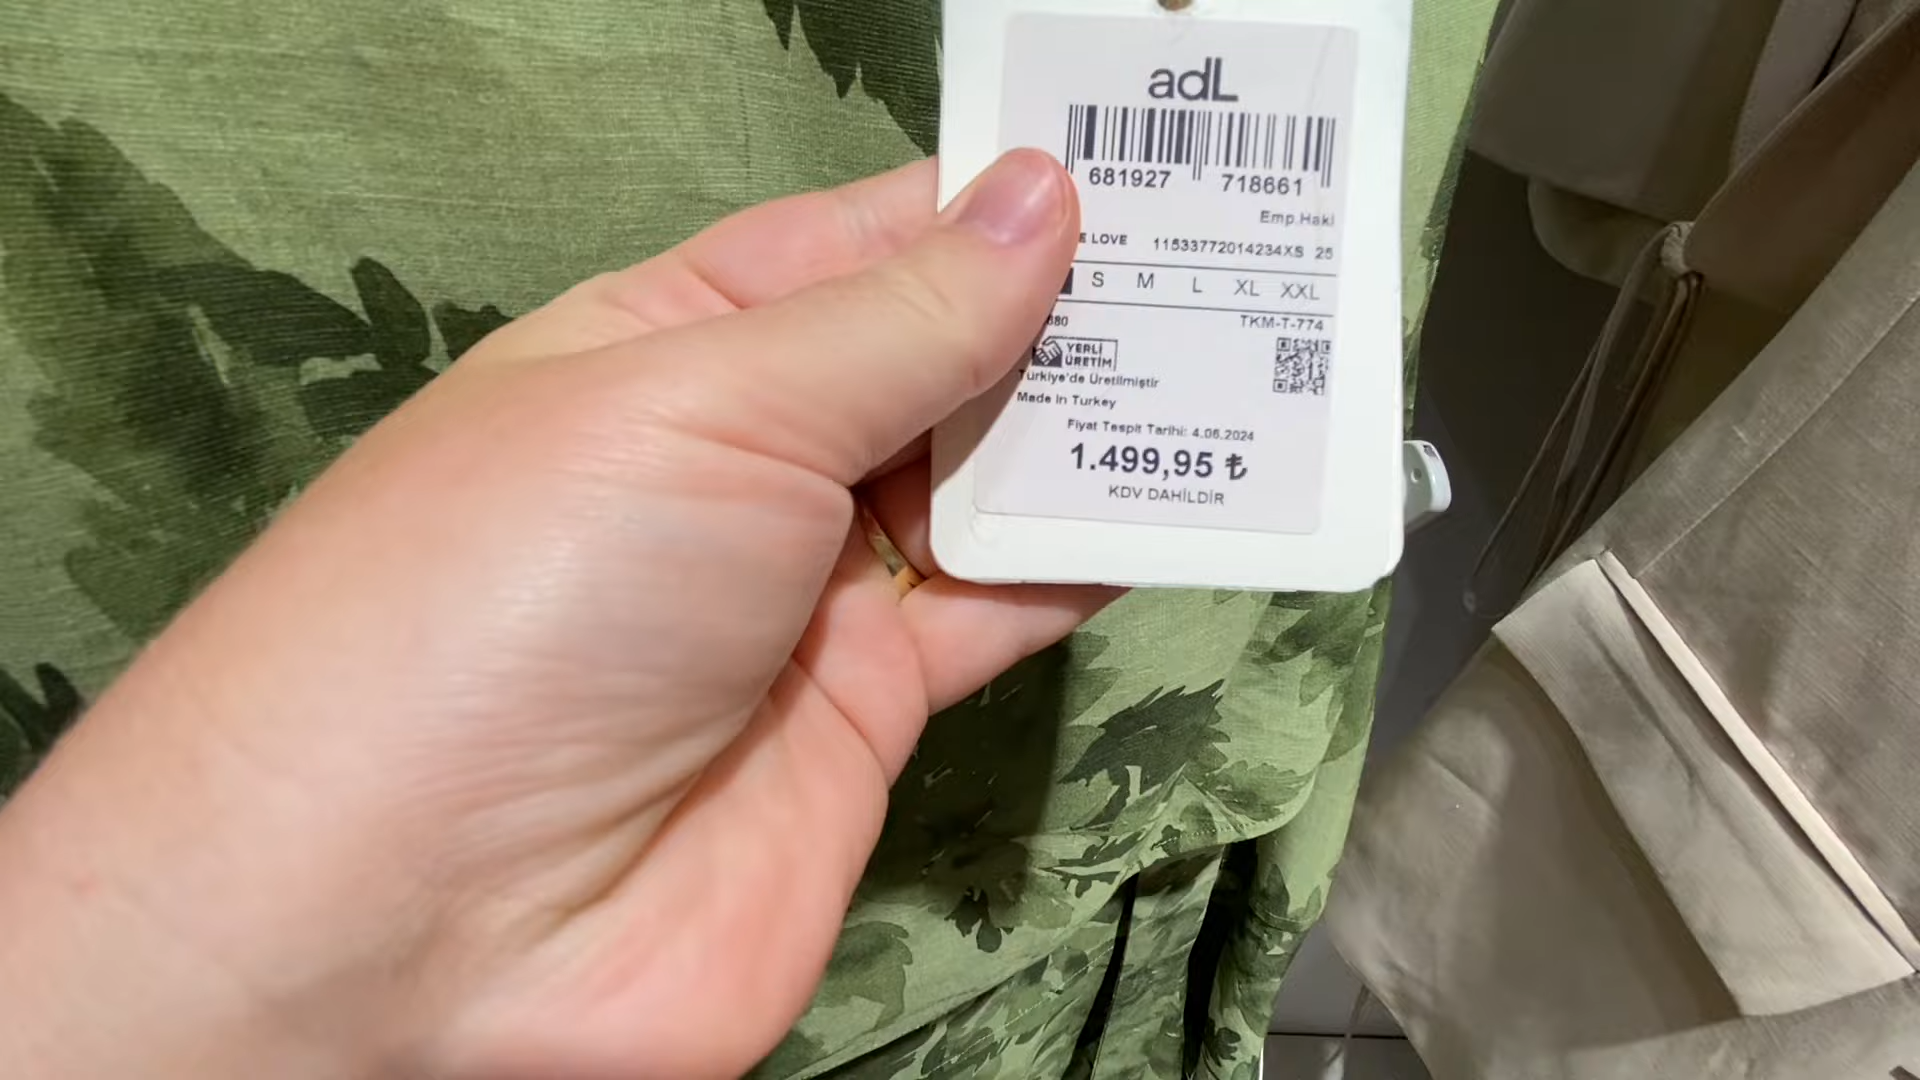 adL
681927 718661
Emp.Haki
E LOVE 11533772014234XS 25
S M L XL XXL
680 TKM-T-774
YERLİ
ÜRETİM
Türkiye'de Üretilmiştir
Made in Turkey
Fiyat Tespit Tarihi: 4.06.2024
1.499,95 ₺
KDV DAHİLDİR